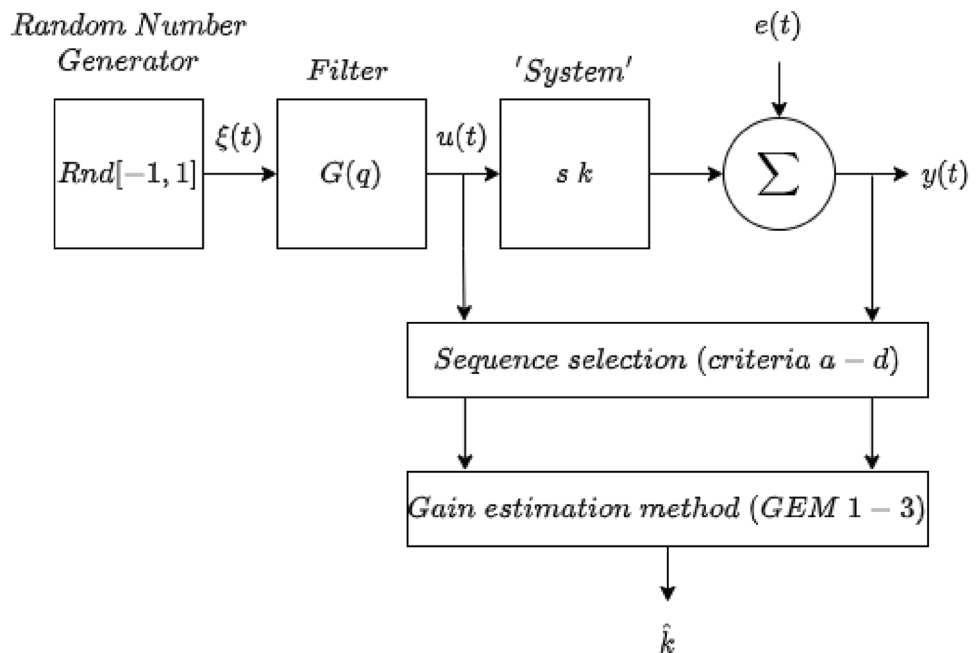 Random Number
Generator
Filter
'System'
e(t)
Rnd[−1, 1]
ξ(t)
G(q)
u(t)
s k
∑
y(t)
Sequence selection (criteria a − d)
Gain estimation method (GEM 1 − 3)
k̂